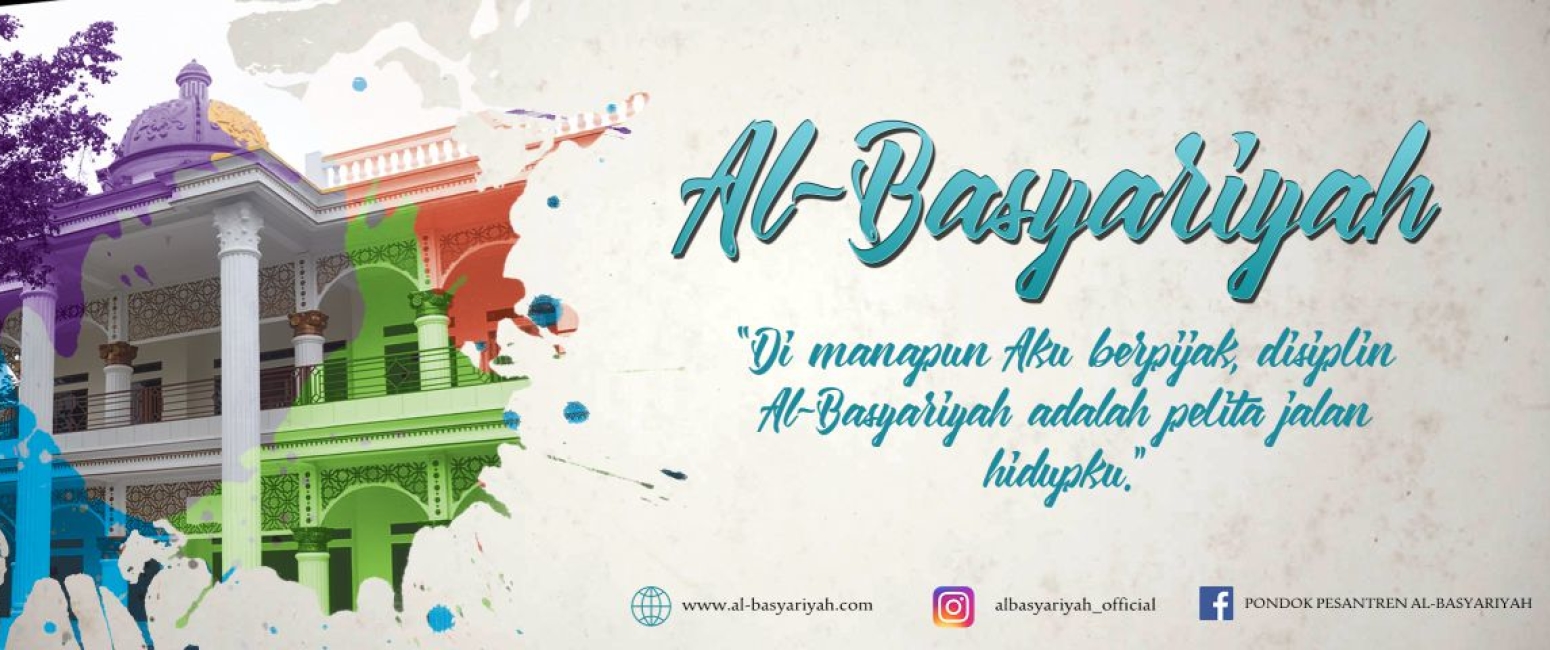 Al-Basyariyah
"Di manapun Aku berpijak, disiplin
Al-Basyariyah adalah pelita jalan
hidupku."
www.al-basyariyah.com
albasyariyah_official
PONDOK PESANTREN AL-BASYARIYAH